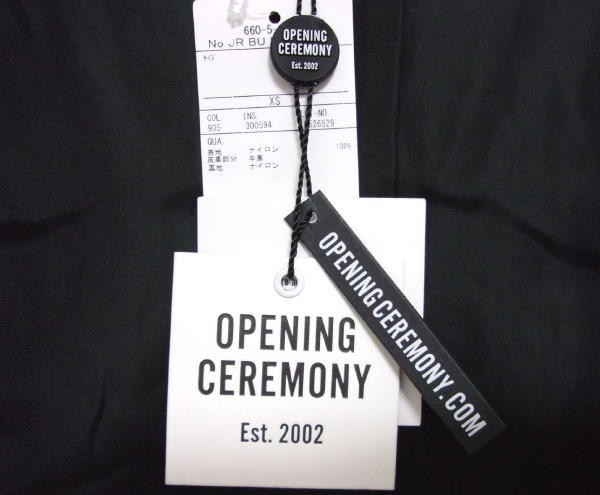 660-5-
No JR BU
サイズ
XS
COL. INS. -NO.
905 300594 526529
QUA.
表地 ナイロン 100%
皮革部分 牛革
裏地 ナイロン
OPENING
CEREMONY
Est. 2002
OPENINGCEREMONY.COM
OPENING
CEREMONY
Est. 2002